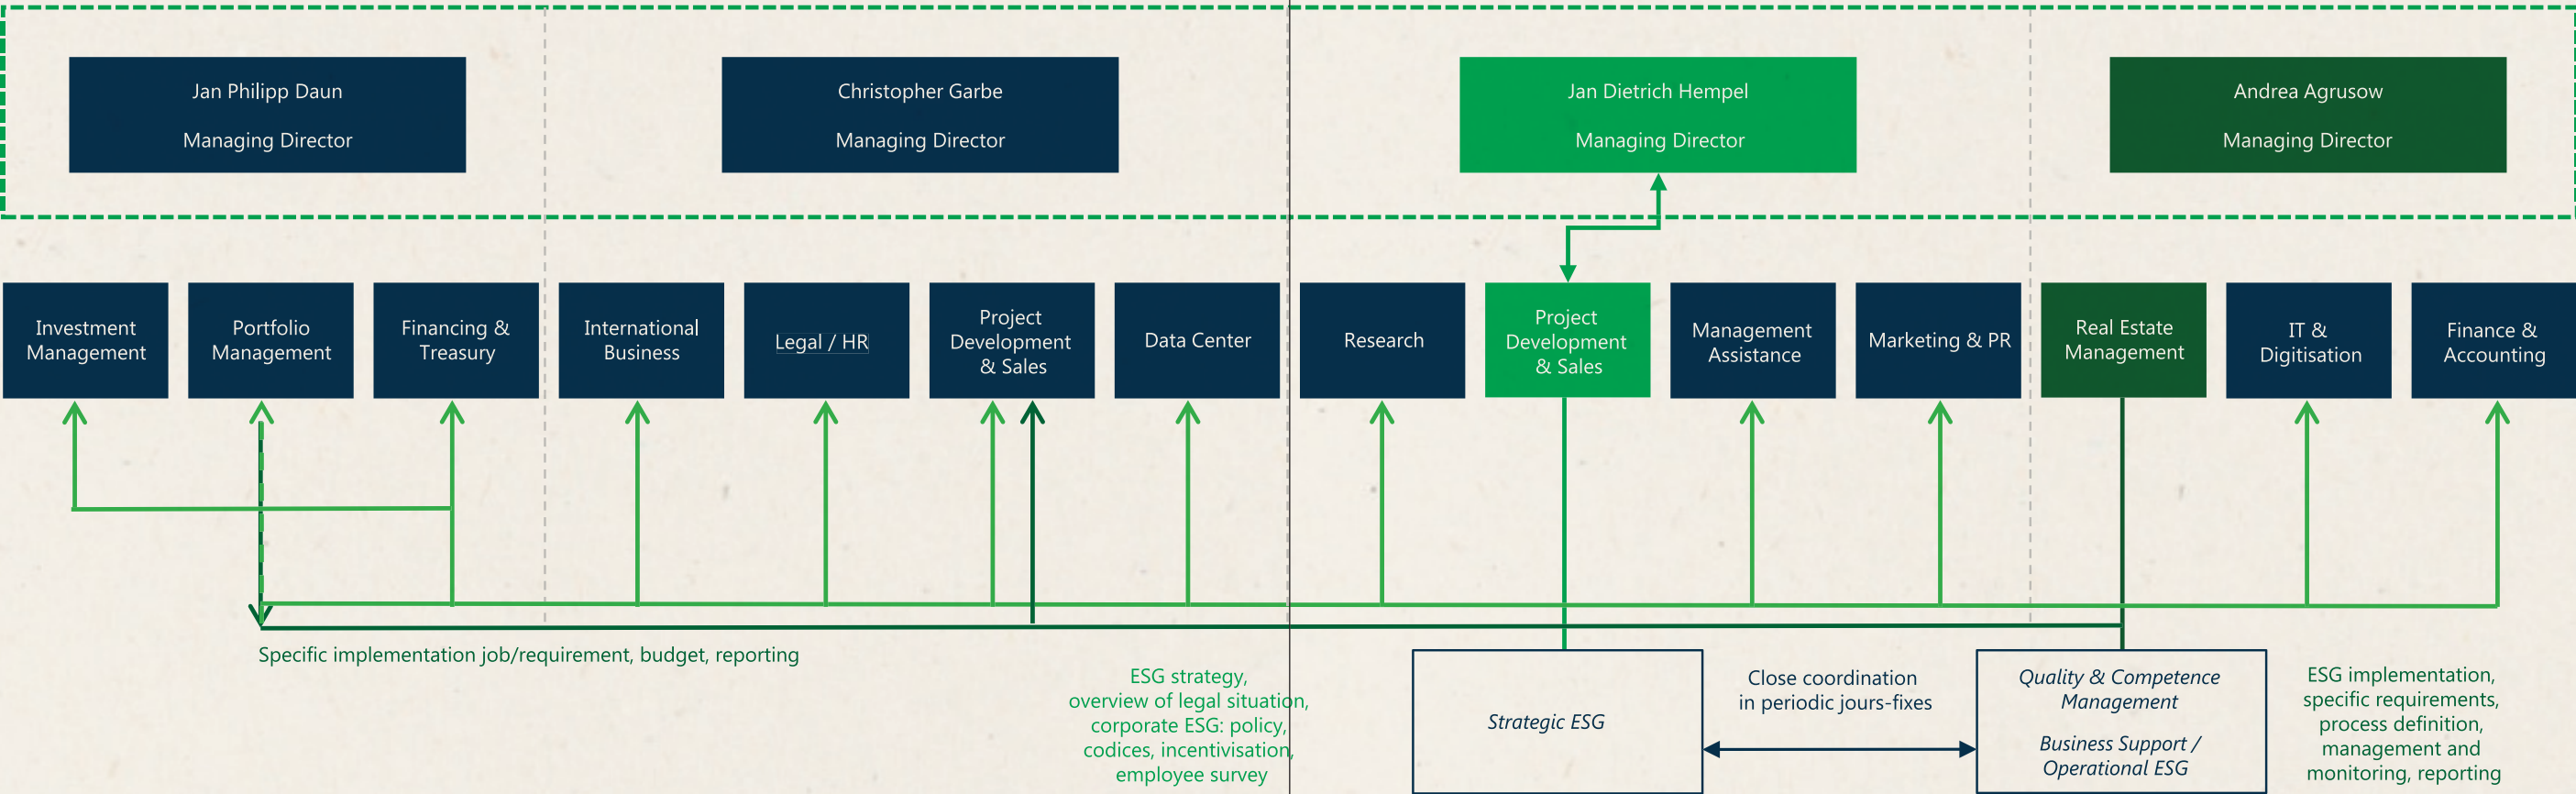 Jan Philipp Daun
Managing Director
Christopher Garbe
Managing Director
Jan Dietrich Hempel
Managing Director
Andrea Agrusow
Managing Director
Investment
Management
Portfolio
Management
Financing &
Treasury
International
Business
Legal / HR
Project
Development
& Sales
Data Center
Research
Project
Development
& Sales
Management
Assistance
Marketing & PR
Real Estate
Management
IT &
Digitisation
Finance &
Accounting
Specific implementation job/requirement, budget, reporting
ESG strategy,
overview of legal situation,
corporate ESG: policy,
codices, incentivisation,
employee survey
Strategic ESG
Close coordination
in periodic jours-fixes
Quality & Competence
Management
Business Support /
Operational ESG
ESG implementation,
specific requirements,
process definition,
management and
monitoring, reporting